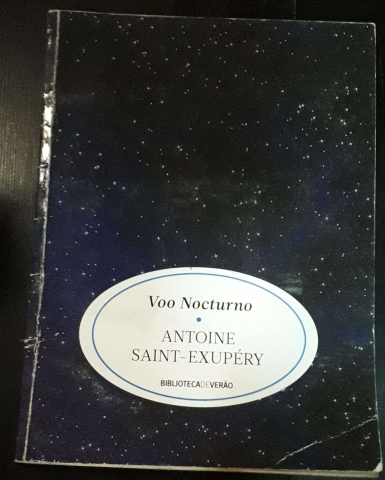 Voo Nocturno
ANTOINE
SAINT-EXUPÉRY
BIBLIOTECADEVERÃO